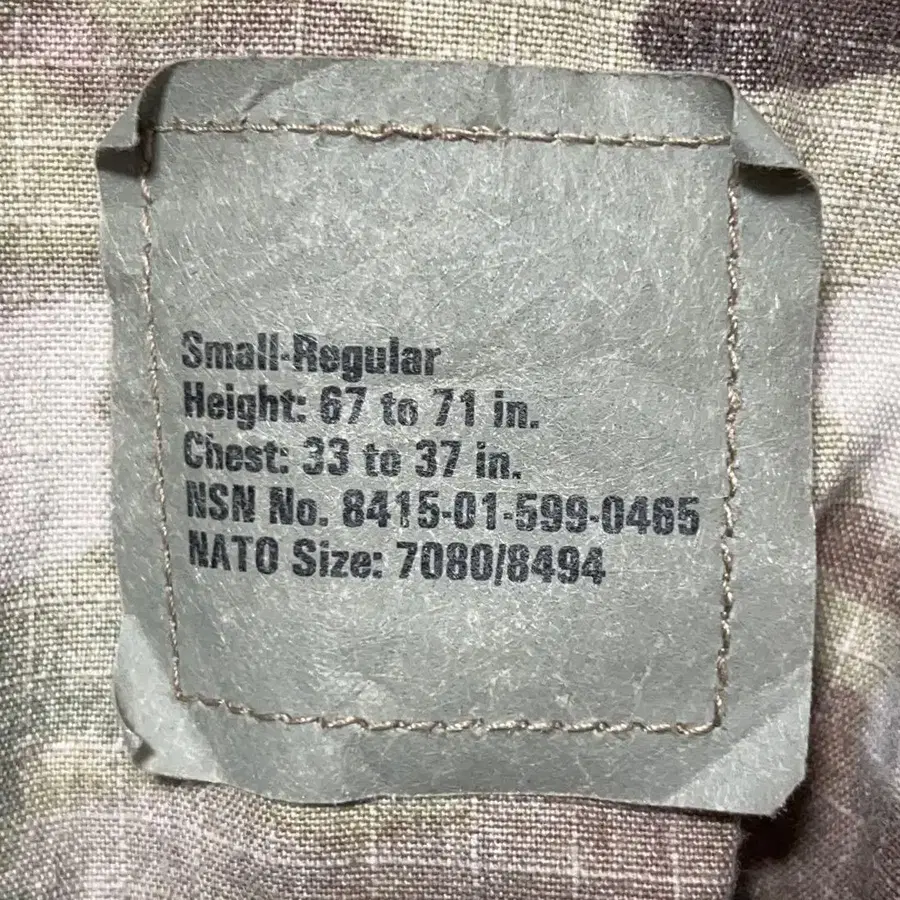 Small-Regular
Height: 67 to 71 in.
Chest: 33 to 37 in.
NSN No. 8415-01-599-0465
NATO Size: 7080/8494